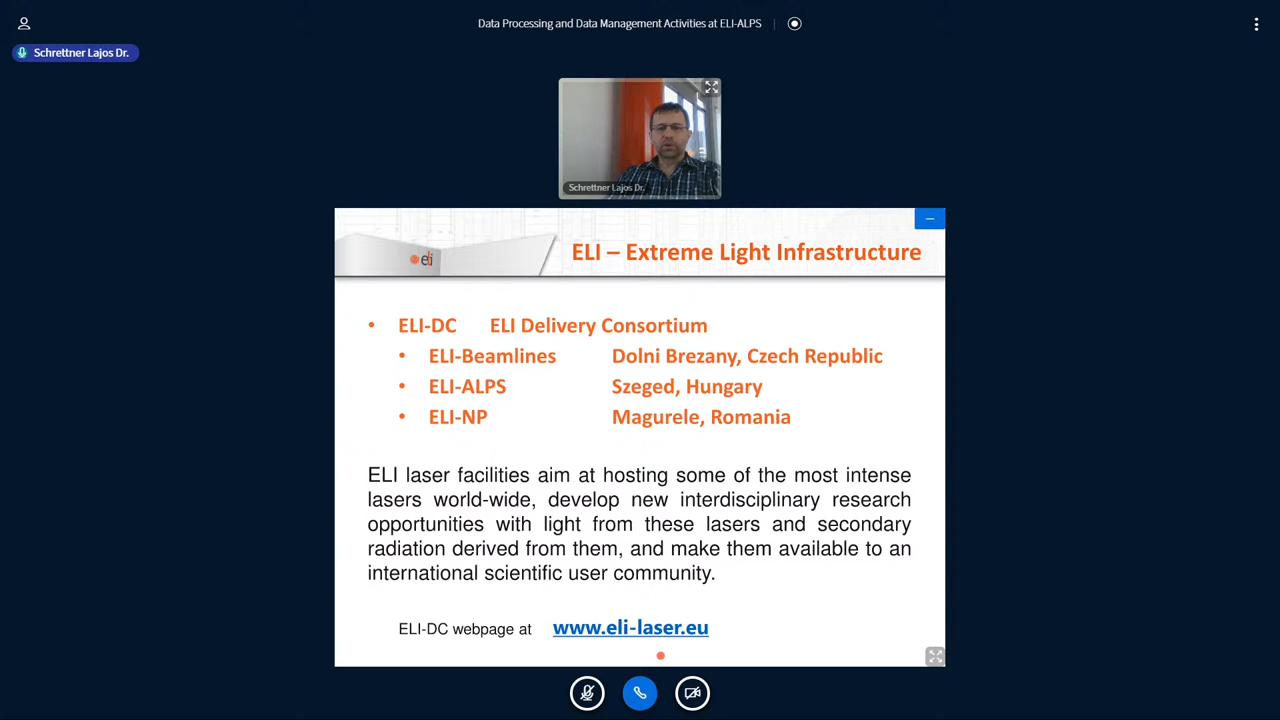 Data Processing and Data Management Activities at ELI-ALPS
Schrettner Lajos Dr.
Schrettner Lajos Dr.
eli
ELI – Extreme Light Infrastructure
• ELI-DC ELI Delivery Consortium
• ELI-Beamlines Dolni Brezany, Czech Republic
• ELI-ALPS Szeged, Hungary
• ELI-NP Magurele, Romania
ELI laser facilities aim at hosting some of the most intense
lasers world-wide, develop new interdisciplinary research
opportunities with light from these lasers and secondary
radiation derived from them, and make them available to an
international scientific user community.
ELI-DC webpage at www.eli-laser.eu